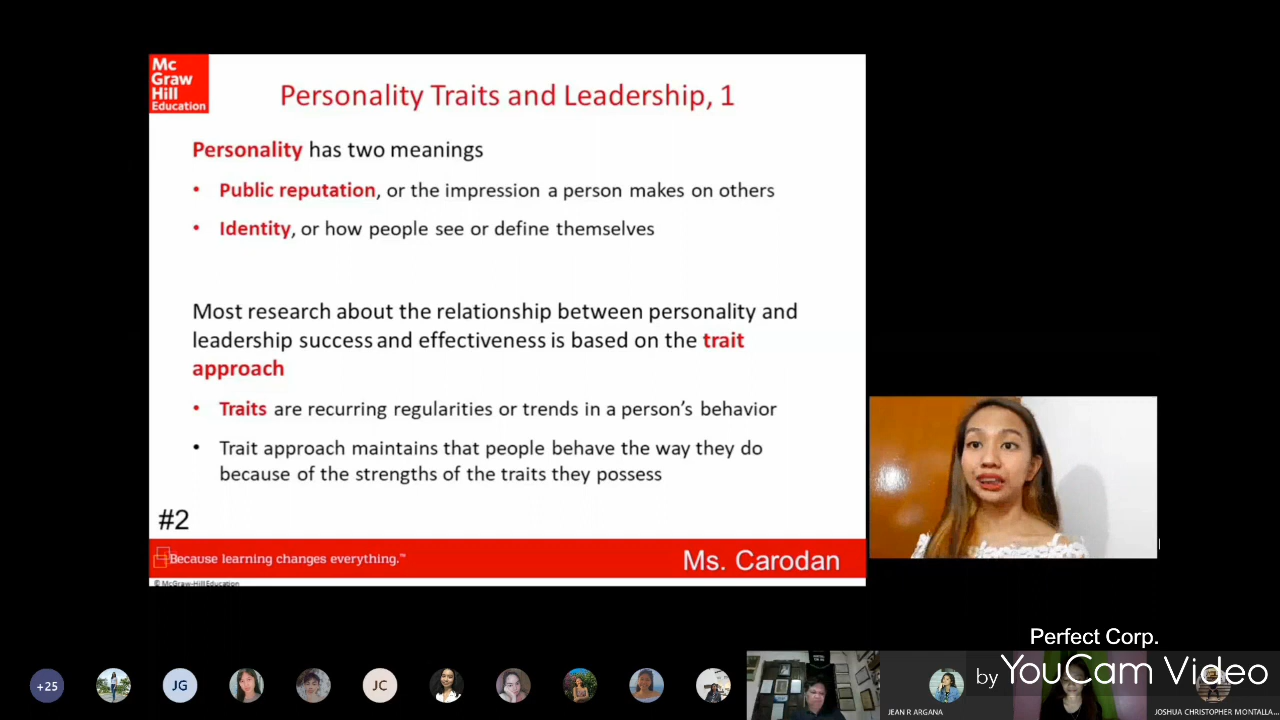 Mc
Graw
Hill
Education
Personality Traits and Leadership, 1
Personality has two meanings
• Public reputation, or the impression a person makes on others
• Identity, or how people see or define themselves
Most research about the relationship between personality and
leadership success and effectiveness is based on the trait
approach
• Traits are recurring regularities or trends in a person's behavior
• Trait approach maintains that people behave the way they do
because of the strengths of the traits they possess
#2
Because learning changes everything.™
Ms. Carodan
© McGraw-Hill Education
Perfect Corp.
by YouCam Video
+25
JG
JC
JEAN R ARGANA
JOSHUA CHRISTOPHER MONTALLA...